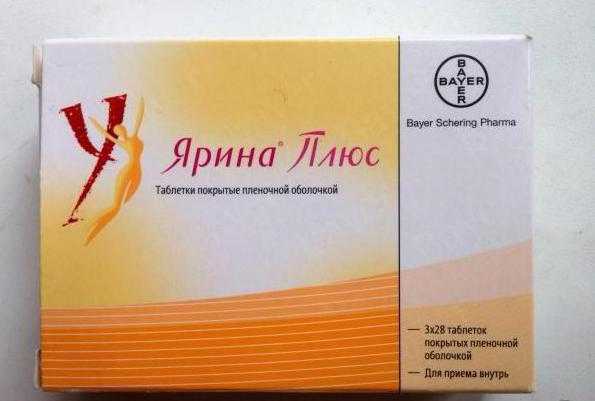 У
Ярина® Плюс
Таблетки покрытые пленочной оболочкой
BAYER
BAYER
Bayer Schering Pharma
— 3x28 таблеток
покрытых пленочной
оболочкой
— Для приема внутрь